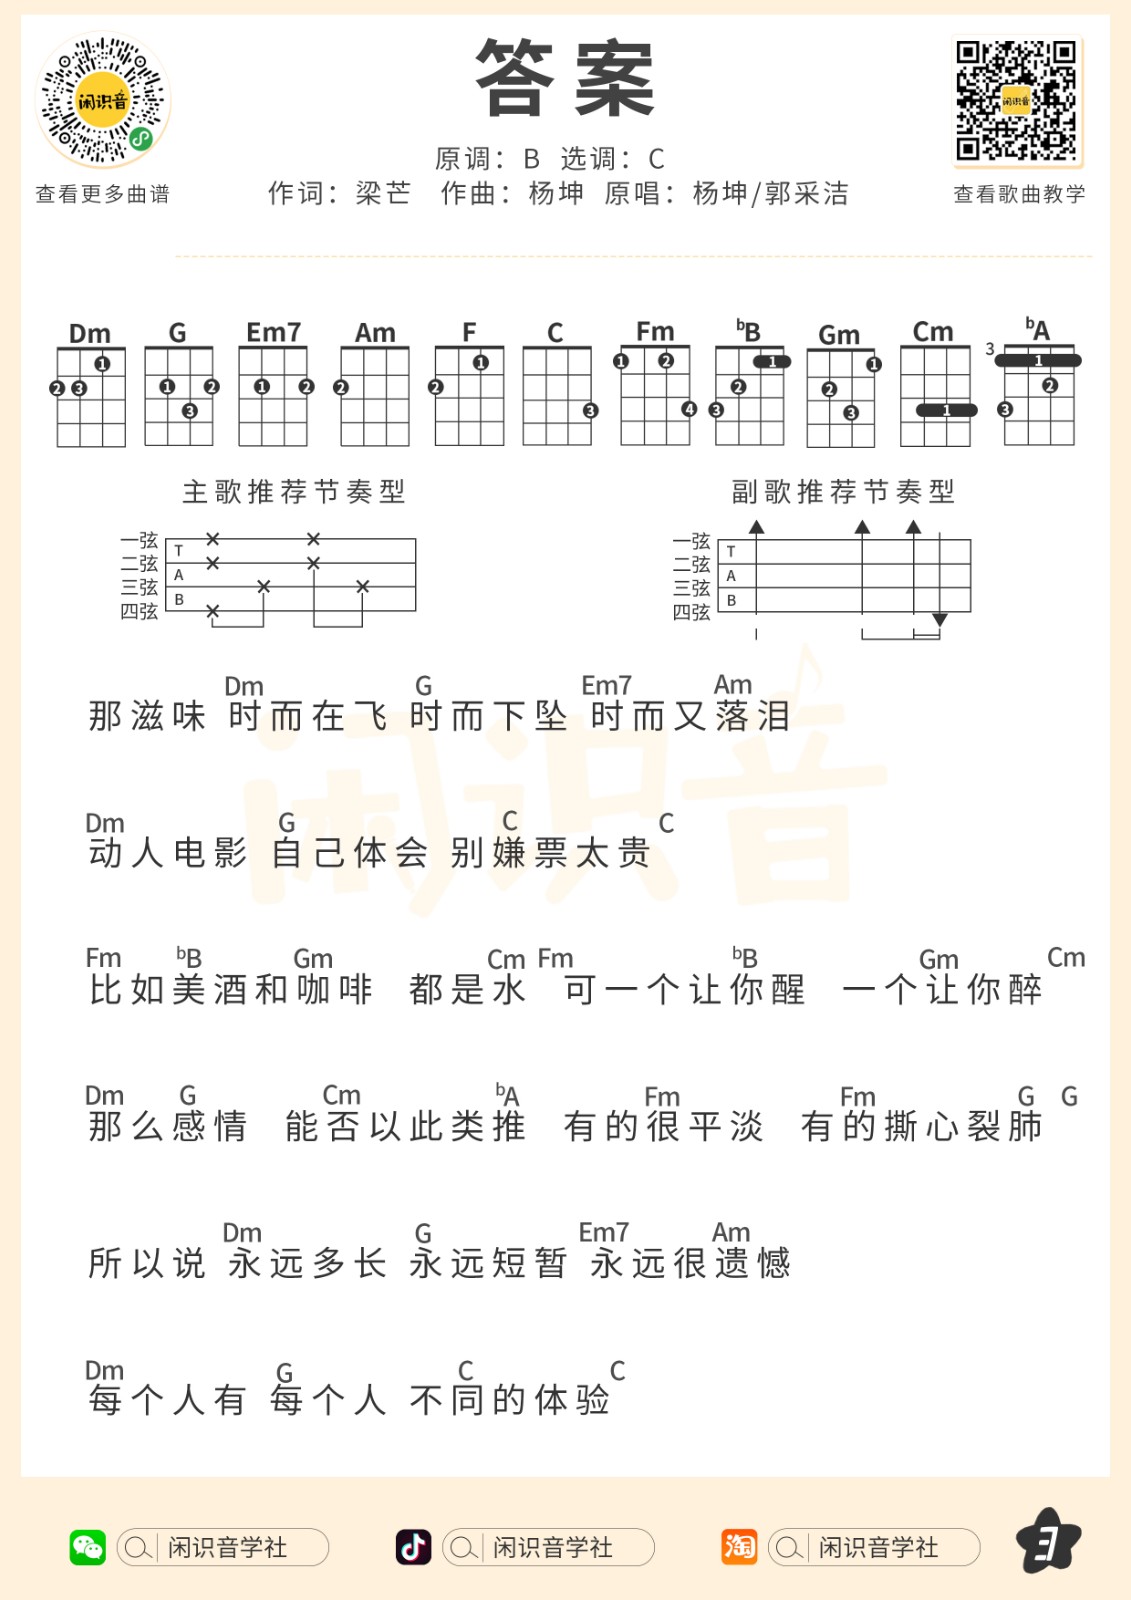 闲识音
查看更多曲谱
答案
原调：B 选调：C
作词：梁芒 作曲：杨坤 原唱：杨坤/郭采洁
闲识音
查看歌曲教学
Dm G Em7 Am F C Fm bB Gm Cm bA
1 2 3
1 2 3
1 2
2
1 2
3
1 2 4
1 2 3
1 2 3
1
3 1 2 3
主歌推荐节奏型
一弦
二弦
三弦
四弦
T
A
B
副歌推荐节奏型
一弦
二弦
三弦
四弦
T
A
B
Dm G Em7 Am
那滋味 时而在飞 时而下坠 时而又落泪
Dm G C C
动人电影 自己体会 别嫌票太贵
Fm bB Gm Cm Fm bB Gm Cm
比如美酒和咖啡 都是水 可一个让你醒 一个让你醉
Dm G Cm bA Fm Fm G G
那么感情 能否以此类推 有的很平淡 有的撕心裂肺
Dm G Em7 Am
所以说 永远多长 永远短暂 永远很遗憾
Dm G C C
每个人有 每个人 不同的体验
闲识音
闲识音学社
闲识音学社
淘
闲识音学社